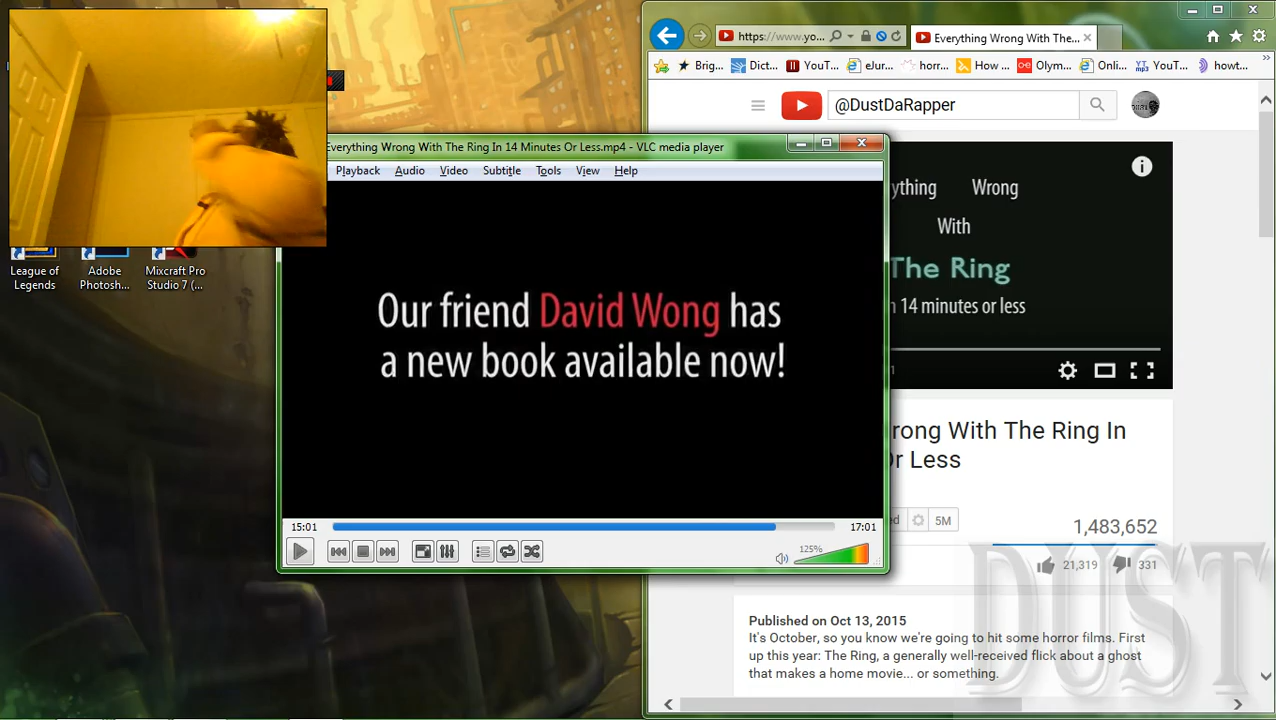 https://www.yo...
Everything Wrong With The...
Brig...
Dict...
YouT...
eJur...
horr...
How ...
Olym...
Onli...
YouT...
howt...
@DustDaRapper
Everything Wrong With The Ring In 14 Minutes Or Less.mp4 - VLC media player
Playback Audio Video Subtitle Tools View Help
Our friend David Wong has
a new book available now!
15:01
17:01
125%
League of
Legends
Adobe
Photosh...
Mixcraft Pro
Studio 7 (...
ything Wrong
With
The Ring
n 14 minutes or less
rong With The Ring In
Or Less
ed
5M
1,483,652
21,319
331
Published on Oct 13, 2015
It's October, so you know we're going to hit some horror films. First
up this year: The Ring, a generally well-received flick about a ghost
that makes a home movie... or something.
DUST